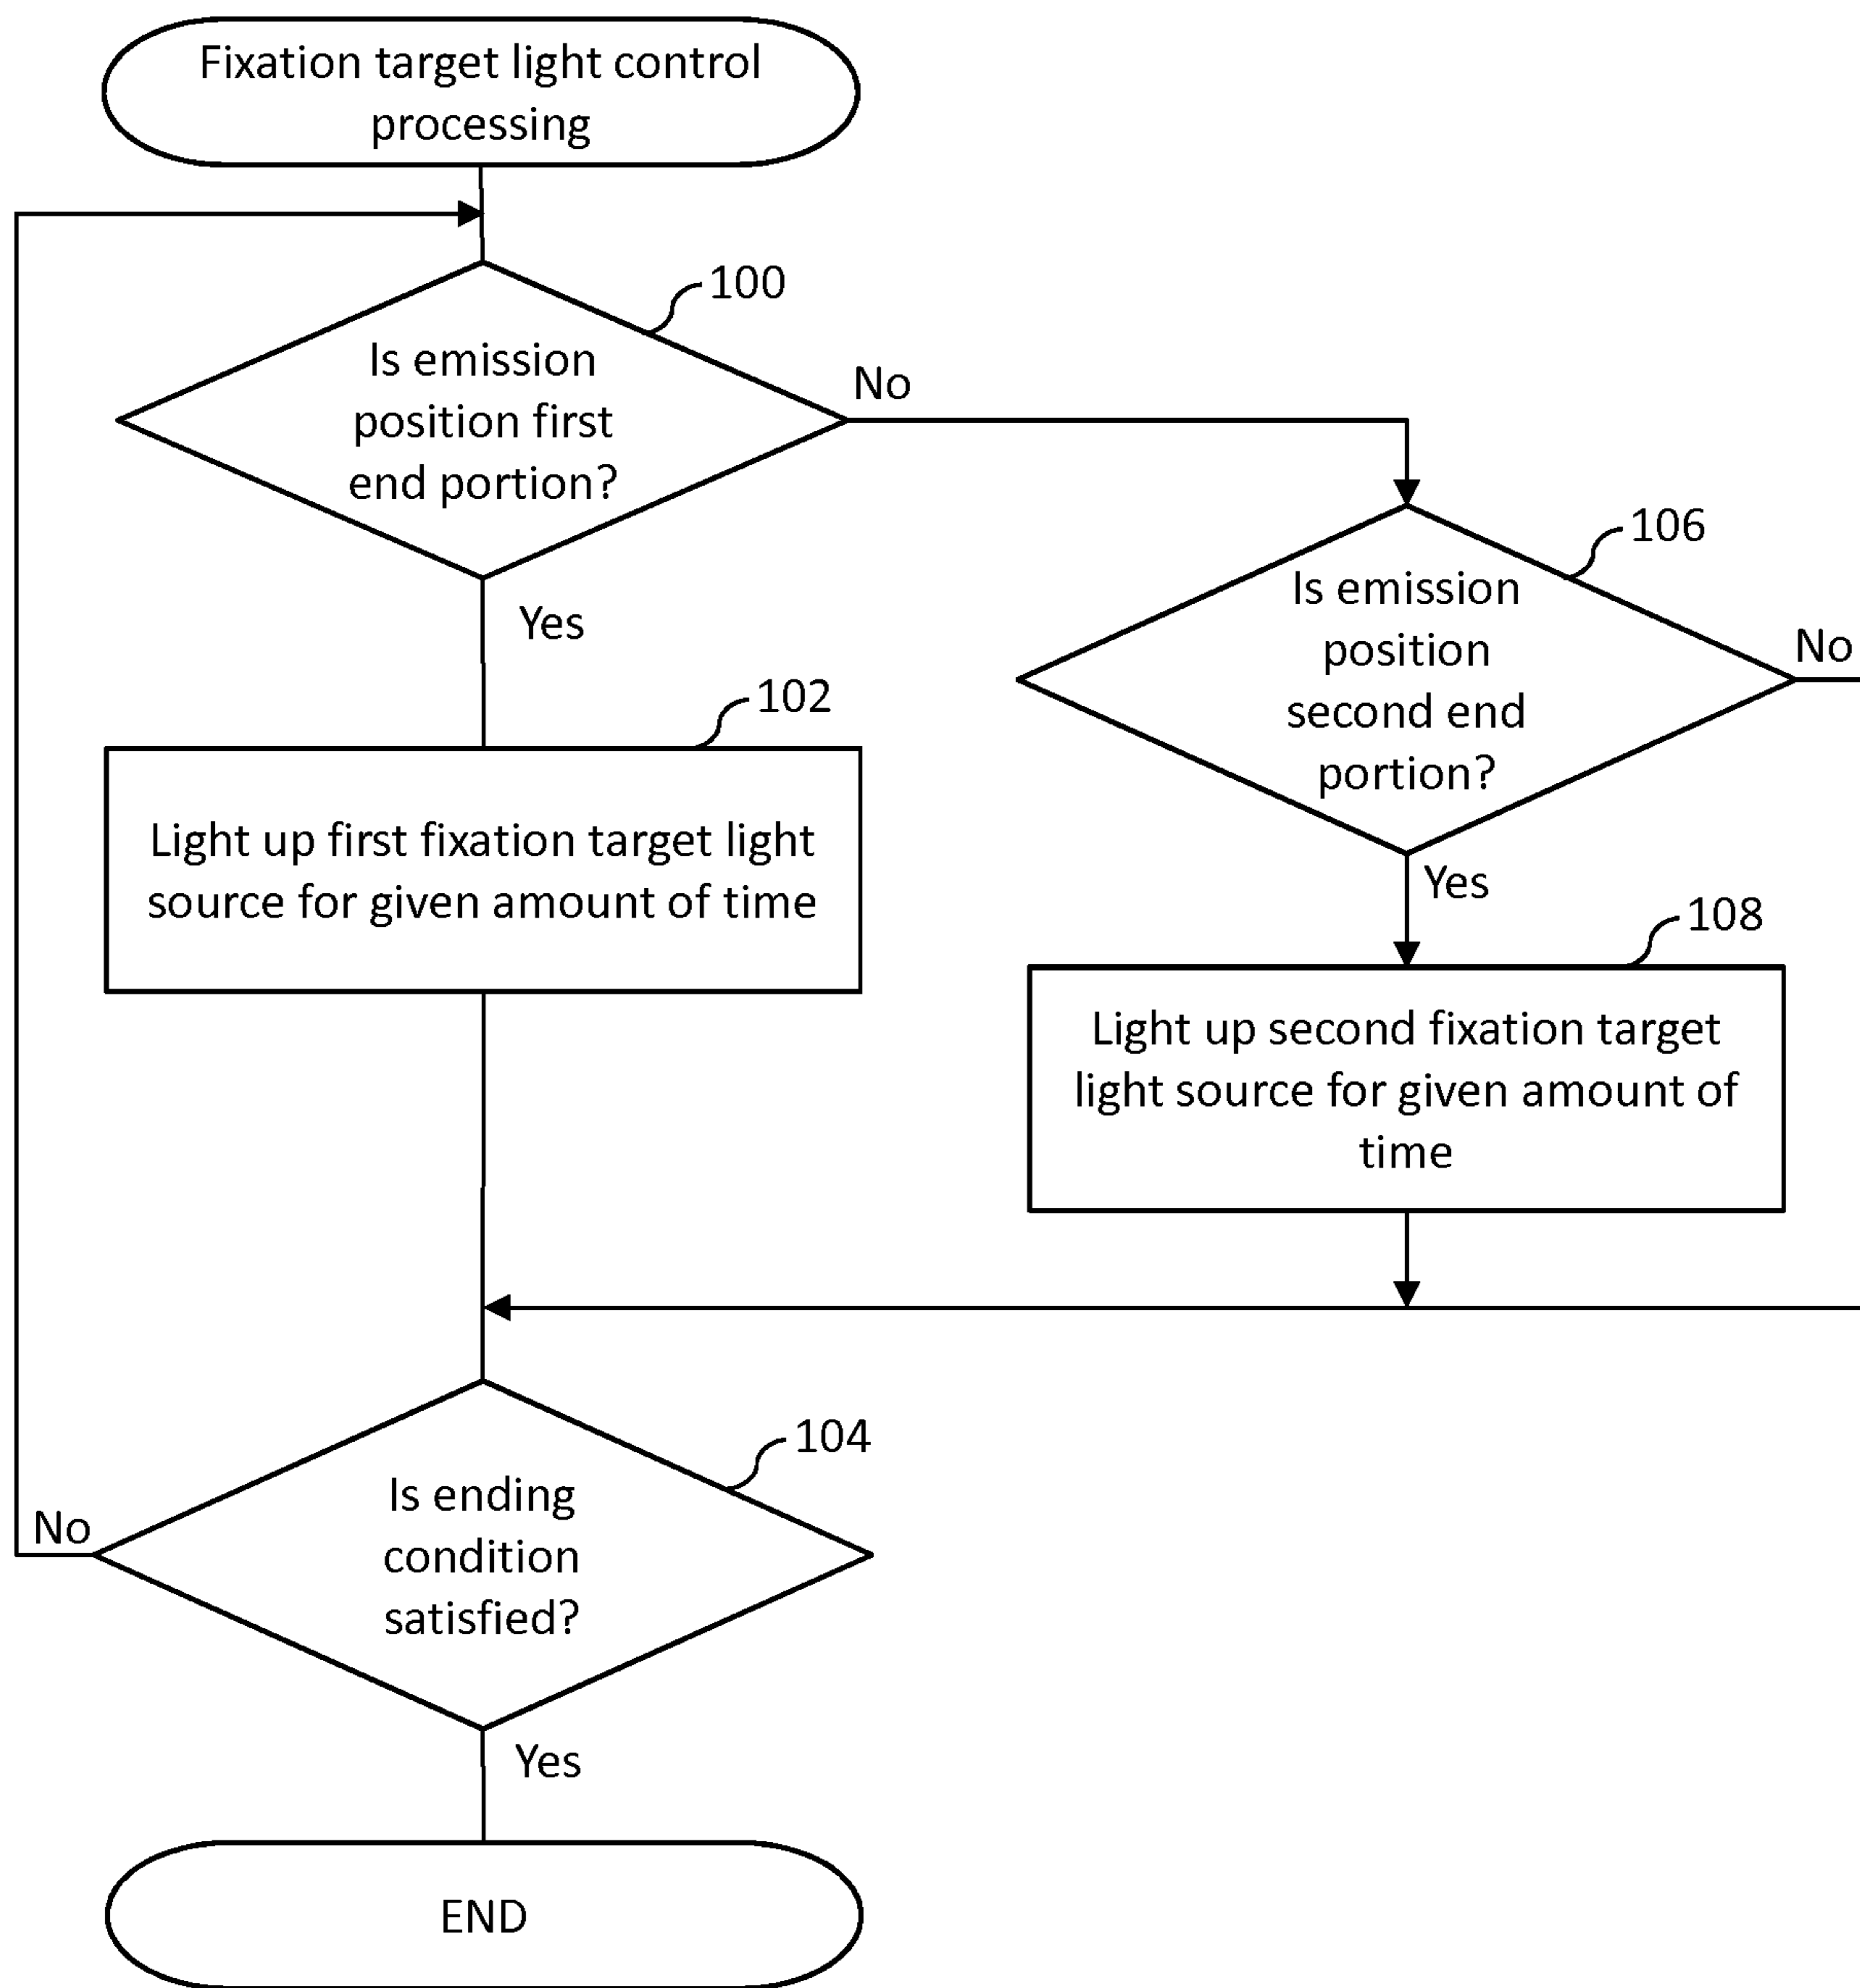 Fixation target light control
processing
100
Is emission
position first
end portion?
No
Yes
106
Is emission
position
second end
portion?
No
Yes
102
Light up first fixation target light
source for given amount of time
108
Light up second fixation target
light source for given amount of
time
104
Is ending
condition
satisfied?
No
Yes
END